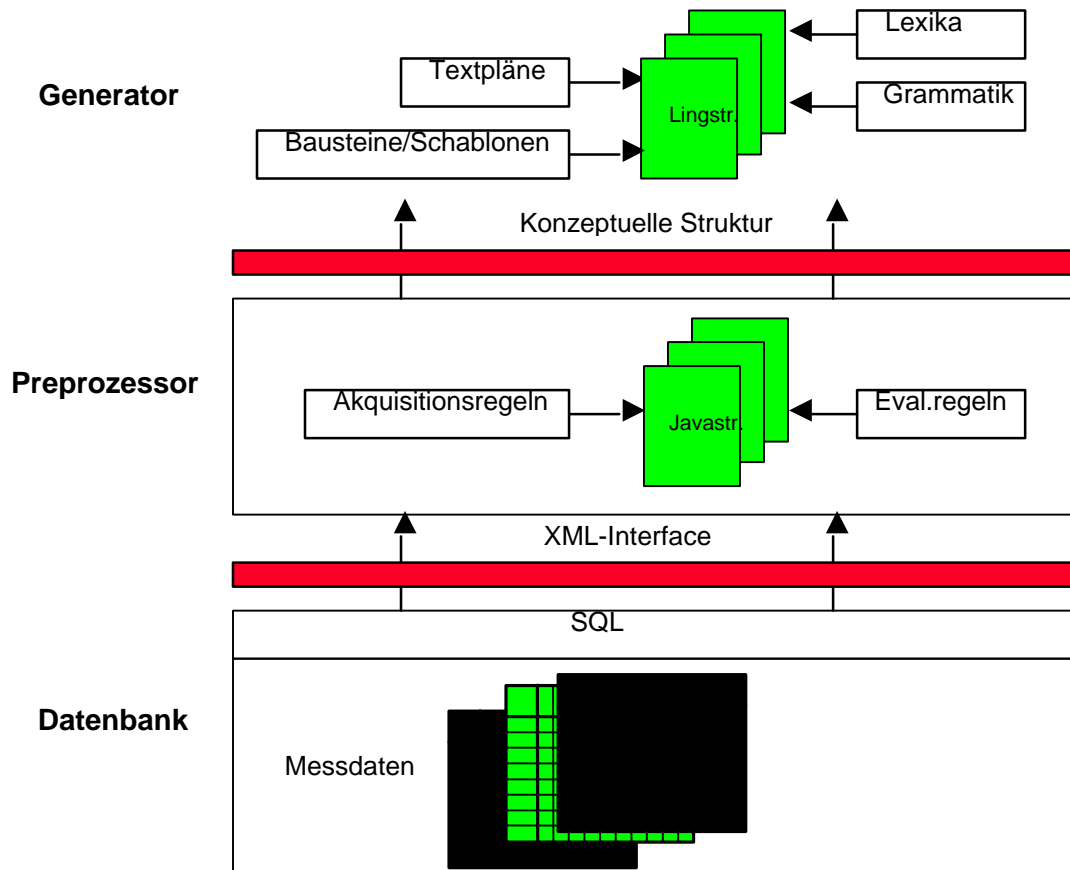 Lexika
Textpläne
Generator
Grammatik
Lingstr.
Bausteine/Schablonen
Konzeptuelle Struktur
Preprozessor
Akquisitionsregeln
Javastr.
Eval.regeln
XML-Interface
SQL
Datenbank
Messdaten